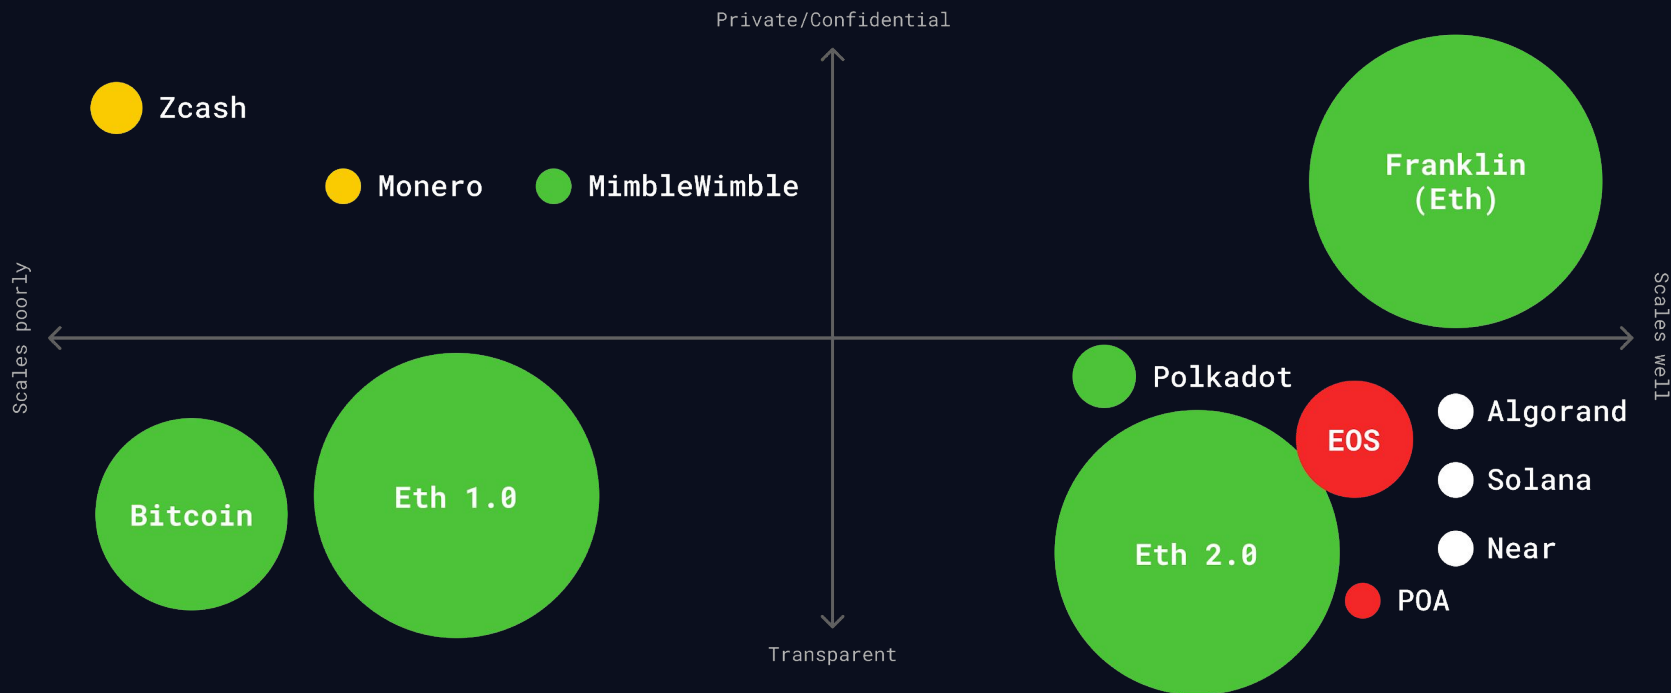 Private/Confidential
Zcash
Monero
MimbleWimble
Franklin
(Eth)
Scales poorly
Scales well
Polkadot
Algorand
EOS
Solana
Eth 1.0
Bitcoin
Near
Eth 2.0
POA
Transparent